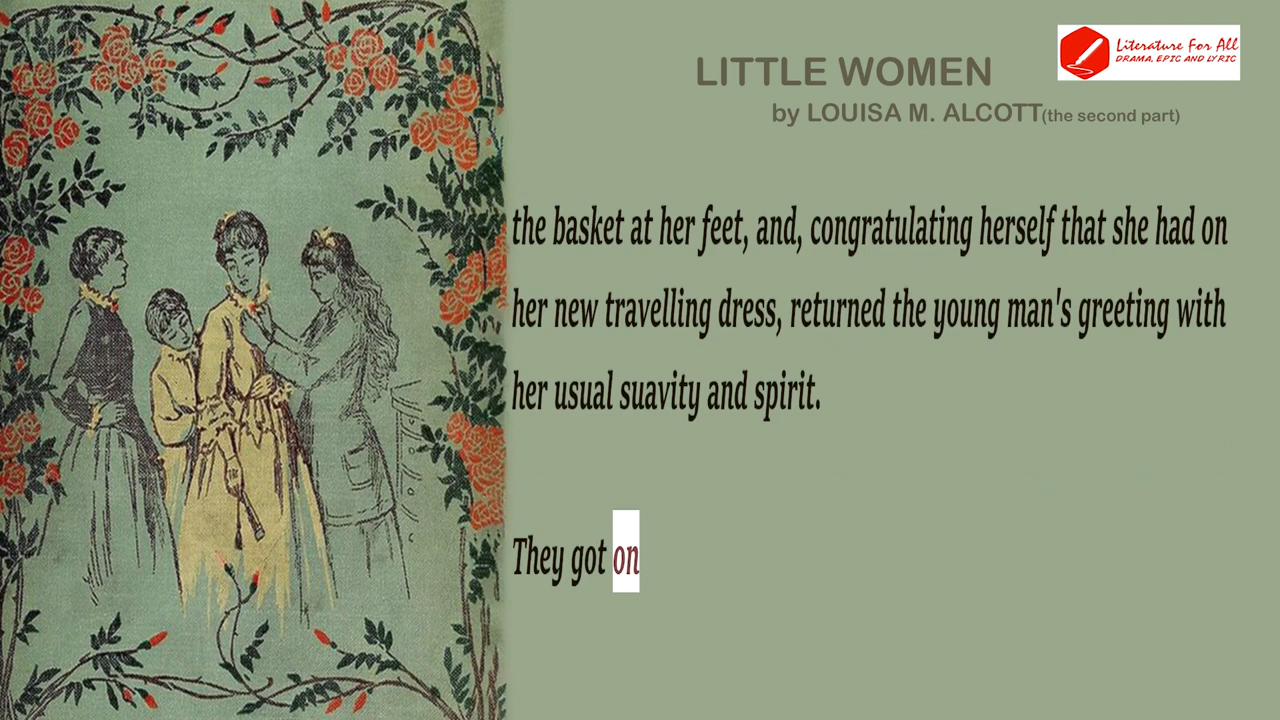 LITTLE WOMEN
by LOUISA M. ALCOTT(the second part)
Literature For All
DRAMA, EPIC AND LYRIC
the basket at her feet, and, congratulating herself that she had on
her new travelling dress, returned the young man's greeting with
her usual suavity and spirit.
They got on